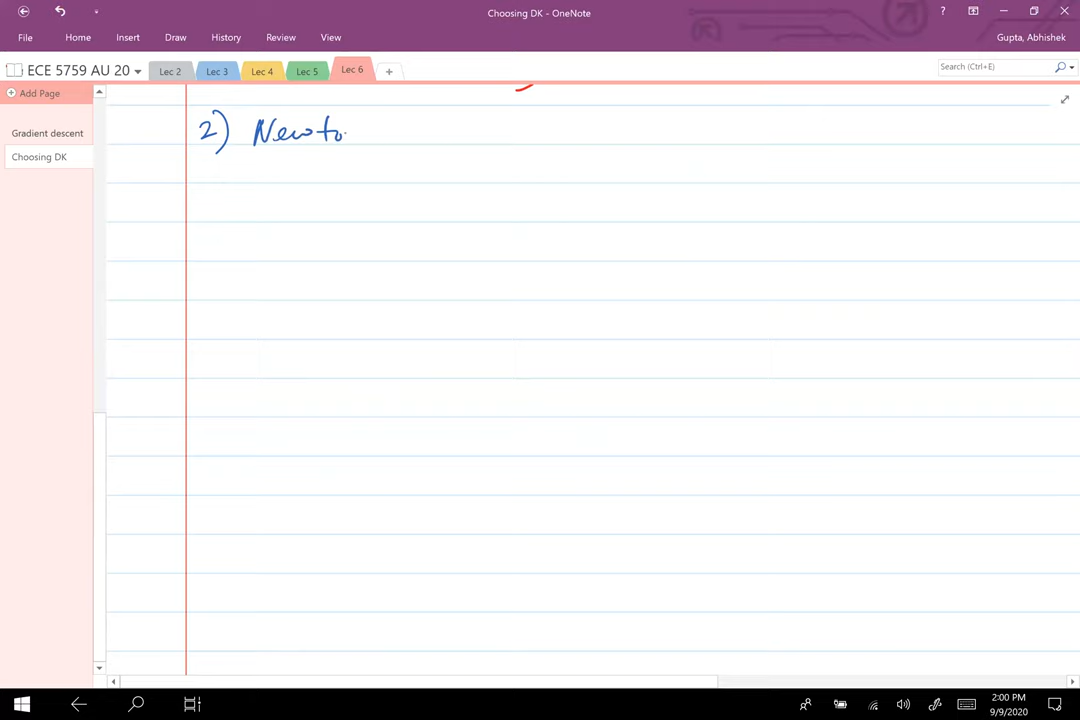 Choosing DK - OneNote
?
File Home Insert Draw History Review View
Gupta, Abhishek
ECE 5759 AU 20
Lec 2 Lec 3 Lec 4 Lec 5 Lec 6 +
Search (Ctrl+E)
Add Page
Gradient descent
Choosing DK
2) Newto
2:00 PM
9/9/2020